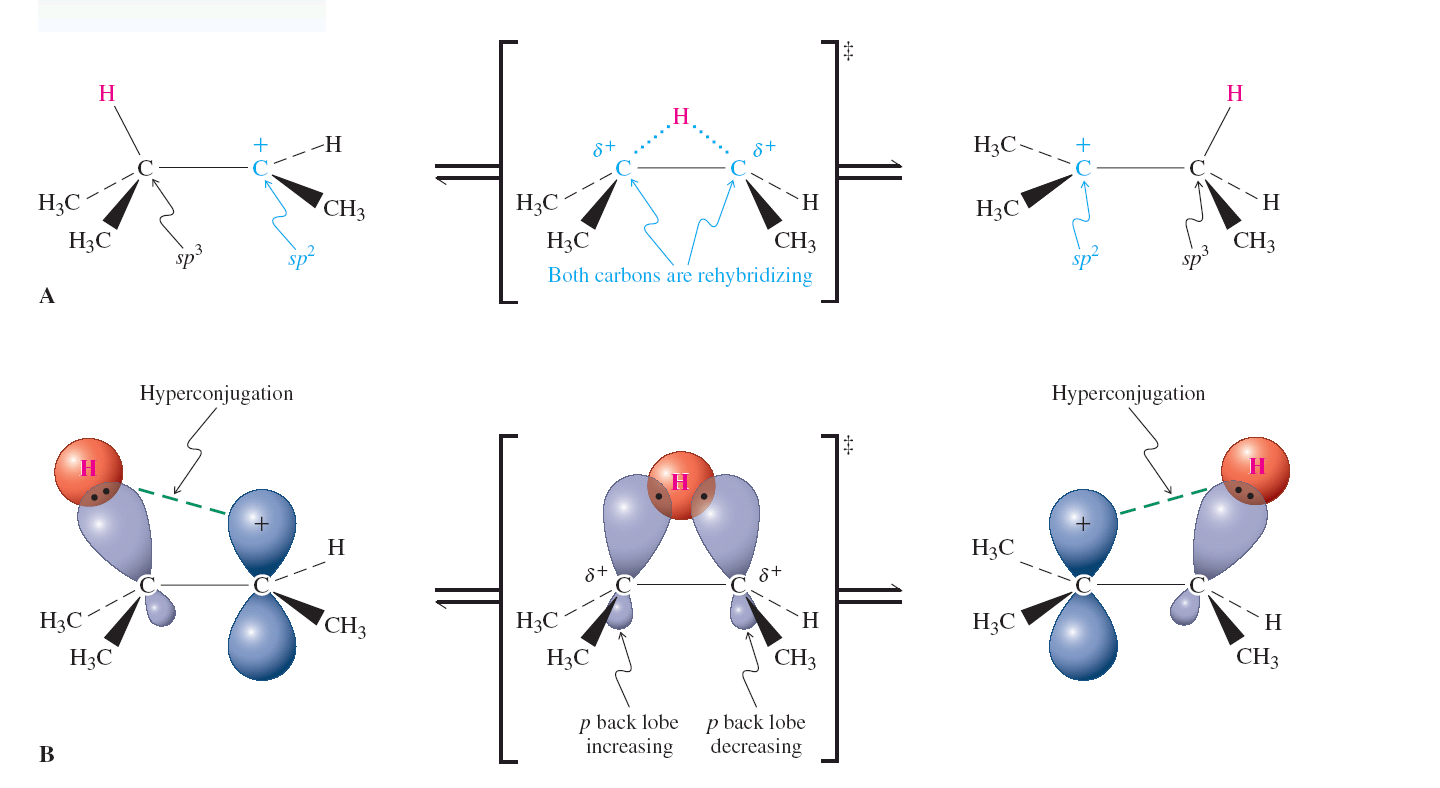 H
C
+
C
H
H₃C
H₃C
CH₃
sp³
sp²
‡
H
δ+
δ+
C
C
H₃C
H₃C
H
CH₃
Both carbons are rehybridizing
H
H₃C
+
C
C
H₃C
H
CH₃
sp²
sp³
A
Hyperconjugation
H
+
C
C
H
H₃C
H₃C
CH₃
‡
H
δ+
δ+
C
C
H₃C
H₃C
H
CH₃
p back lobe
increasing
p back lobe
decreasing
Hyperconjugation
H
+
H₃C
C
C
H₃C
H
CH₃
B